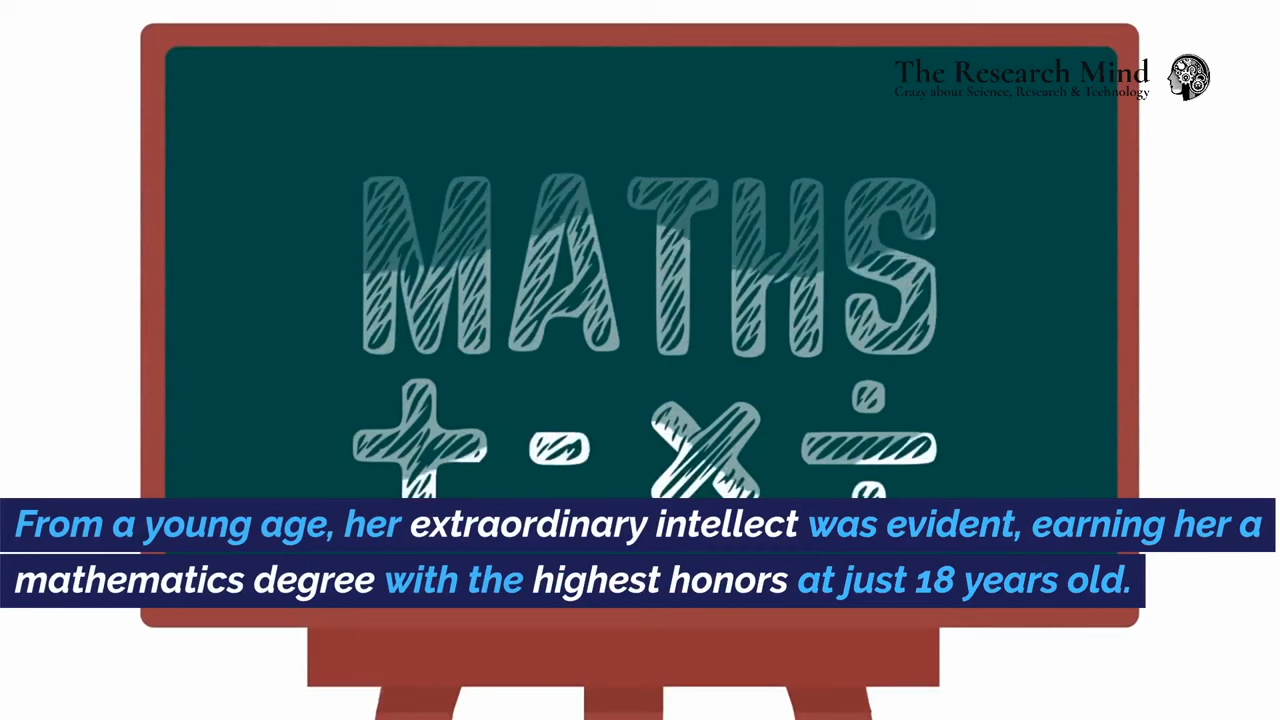 The Research Mind
Crazy about Science, Research & Technology
MATHS
+ - × ÷
From a young age, her extraordinary intellect was evident, earning her a
mathematics degree with the highest honors at just 18 years old.